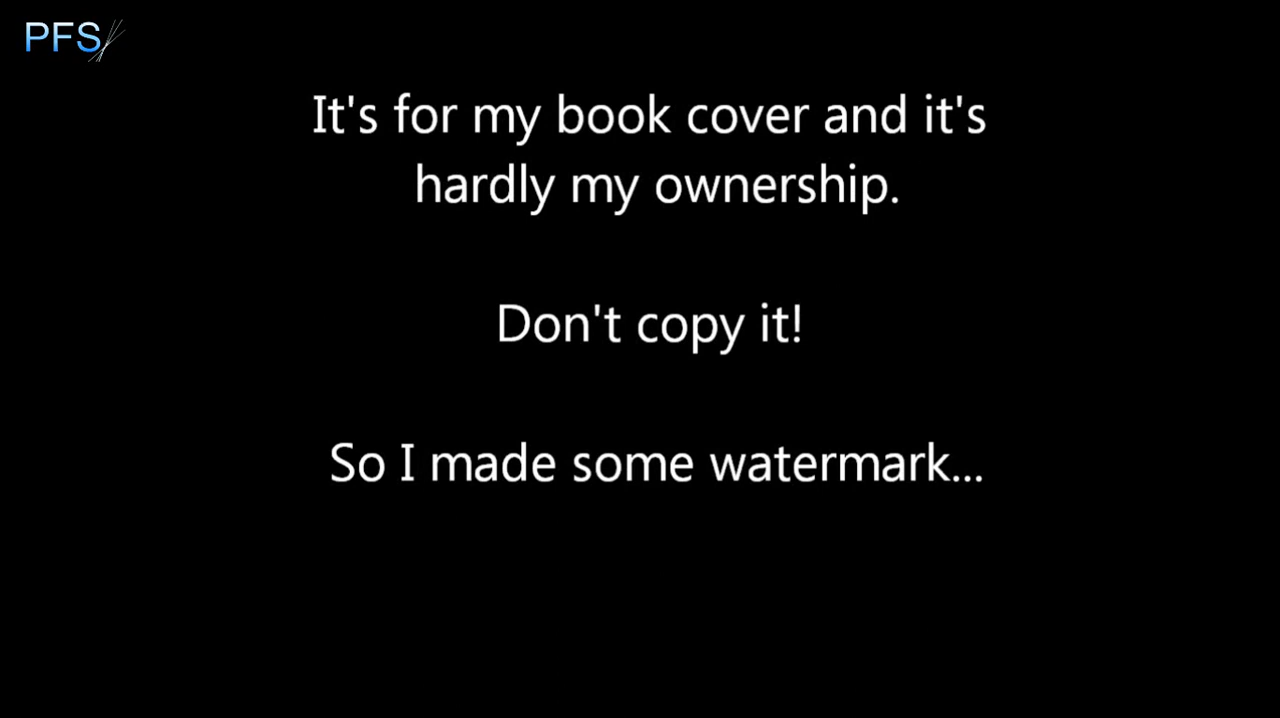 PFS
It's for my book cover and it's
hardly my ownership.
Don't copy it!
So I made some watermark...